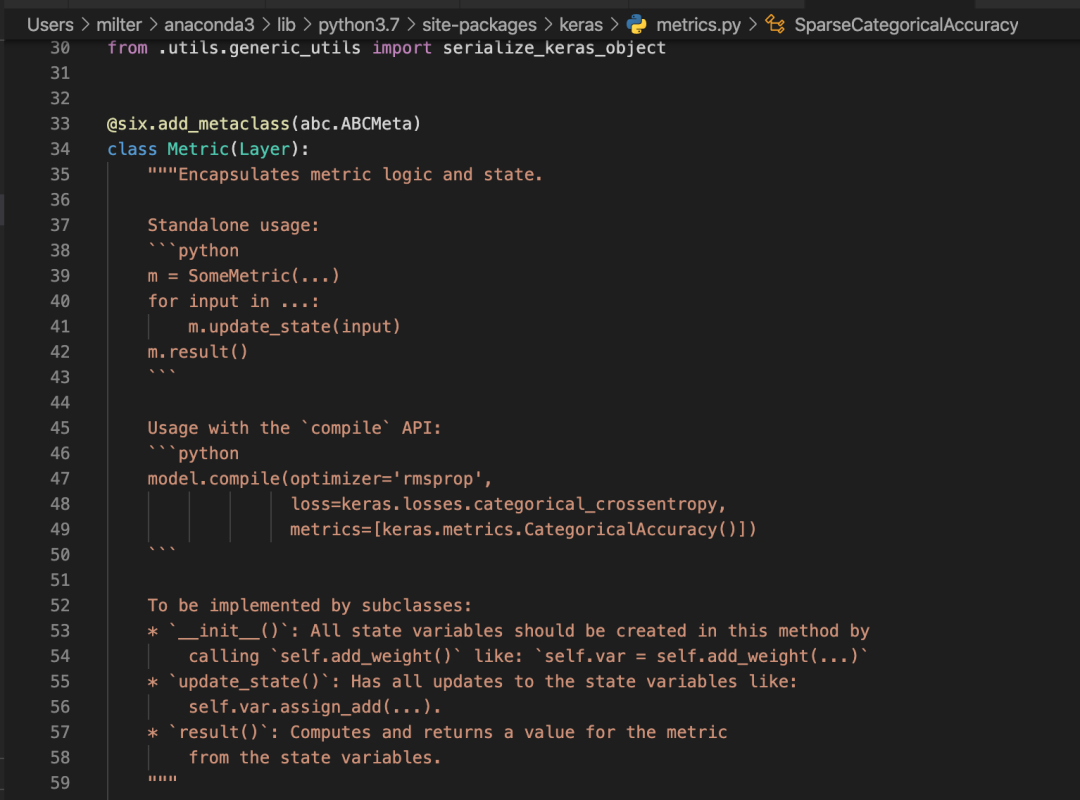 Users > milter > anaconda3 > lib > python3.7 > site-packages > keras > metrics.py > SparseCategoricalAccuracy
30 from .utils.generic_utils import serialize_keras_object
31
32
33 @six.add_metaclass(abc.ABCMeta)
34 class Metric(Layer):
35     """Encapsulates metric logic and state.
36
37     Standalone usage:
38     ```python
39     m = SomeMetric(...)
40     for input in ...:
41         m.update_state(input)
42     m.result()
43     ```
44
45     Usage with the `compile` API:
46     ```python
47     model.compile(optimizer='rmsprop',
48                   loss=keras.losses.categorical_crossentropy,
49                   metrics=[keras.metrics.CategoricalAccuracy()])
50     ```
51
52     To be implemented by subclasses:
53     * `__init__()`: All state variables should be created in this method by
54         calling `self.add_weight()` like: `self.var = self.add_weight(...)`
55     * `update_state()`: Has all updates to the state variables like:
56         self.var.assign_add(...).
57     * `result()`: Computes and returns a value for the metric
58         from the state variables.
59     """